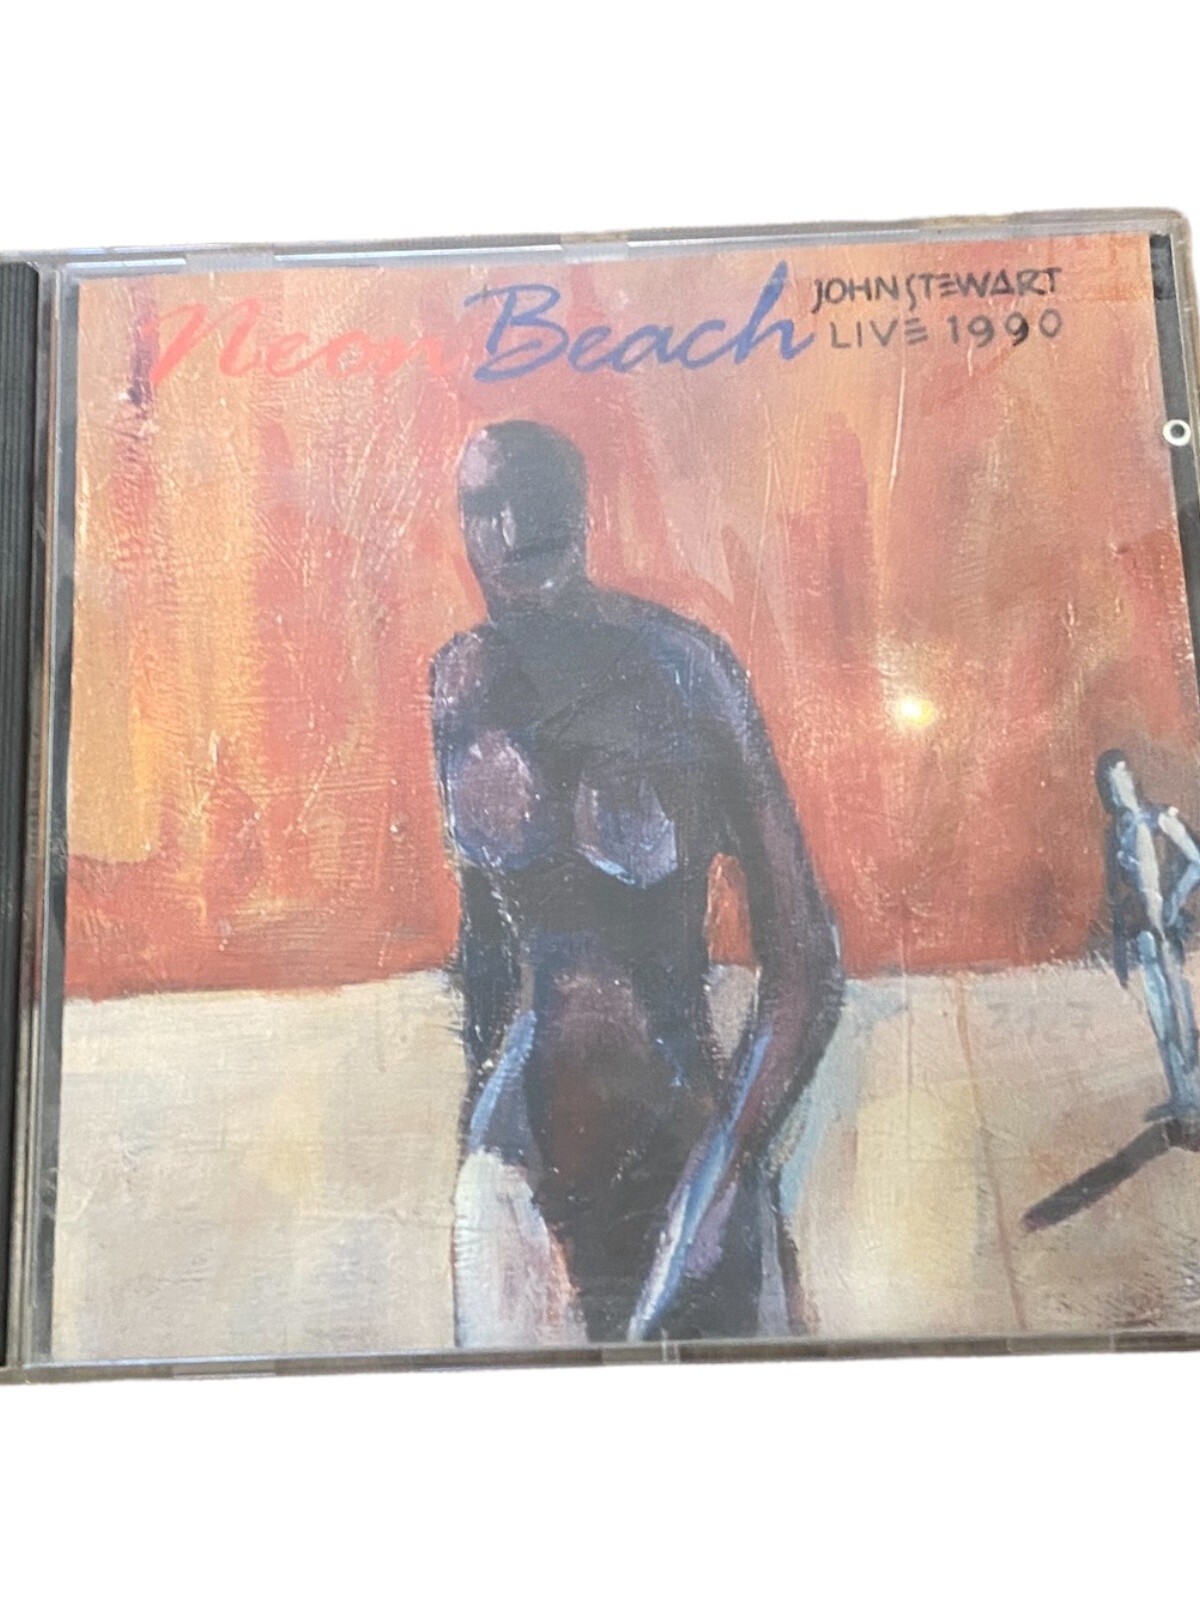 Neon Beach JOHN STEWART
LIVE 1990